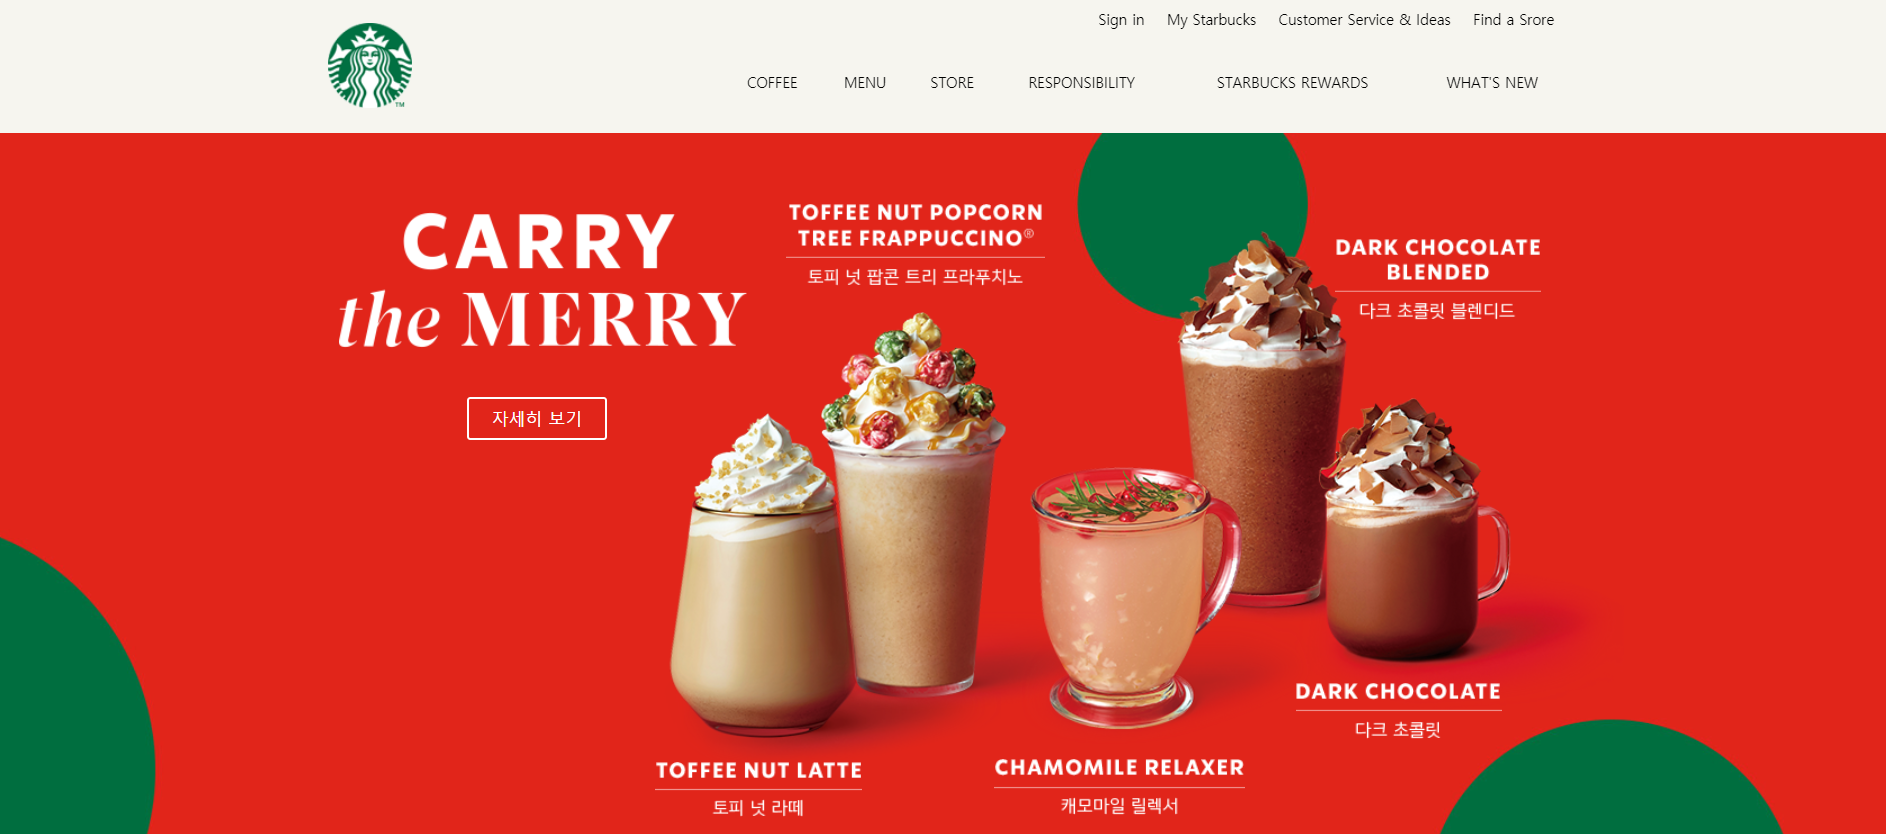 Sign in My Starbucks Customer Service & Ideas Find a Srore
COFFEE MENU STORE RESPONSIBILITY STARBUCKS REWARDS WHAT'S NEW
TM
CARRY
the MERRY
자세히 보기
TOFFEE NUT POPCORN
TREE FRAPPUCCINO®
토피 넛 팝콘 트리 프라푸치노
DARK CHOCOLATE
BLENDED
다크 초콜릿 블렌디드
DARK CHOCOLATE
다크 초콜릿
TOFFEE NUT LATTE
토피 넛 라떼
CHAMOMILE RELAXER
캐모마일 릴렉서